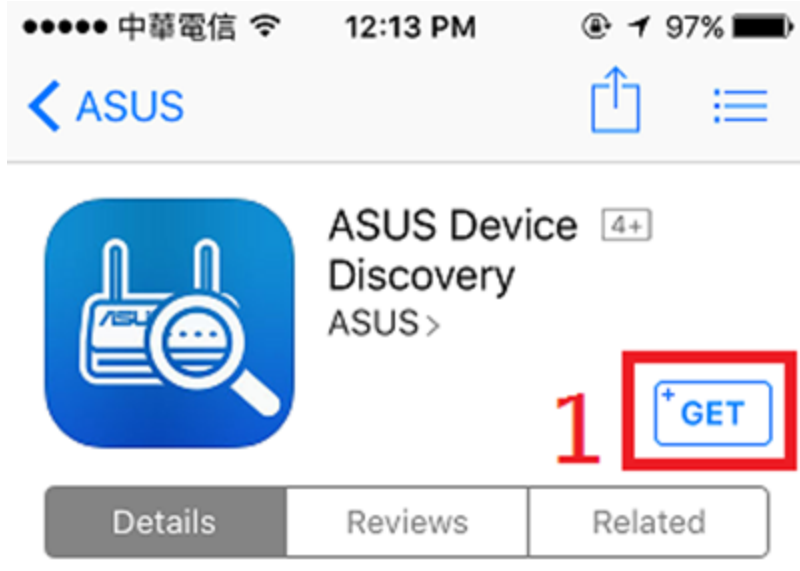 中華電信 12:13 PM 97%
ASUS
ASUS Device 4+
Discovery
ASUS >
1 +GET
Details Reviews Related